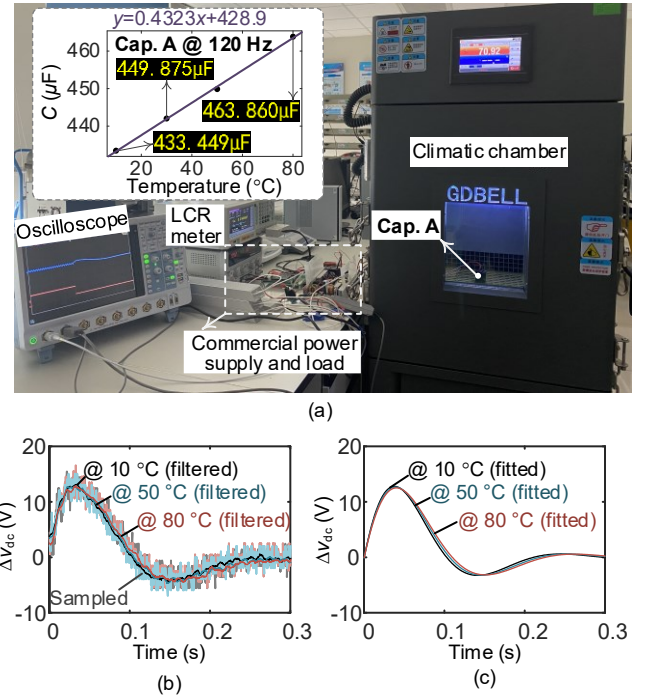 y=0.4323x+428.9
Cap. A @ 120 Hz
449.875μF
463.860μF
433.449μF
C (μF)
460
450
440
20
40
60
80
Temperature (°C)
70.92
Climatic chamber
GDBELL
Cap. A
Oscilloscope
LCR
meter
Commercial power
supply and load
(a)
20
10
0
-10
Δvdc (V)
@ 10 °C (filtered)
@ 50 °C (filtered)
@ 80 °C (filtered)
Sampled
0
0.1
0.2
0.3
Time (s)
(b)
20
10
0
-10
Δvdc (V)
@ 10 °C (fitted)
@ 50 °C (fitted)
@ 80 °C (fitted)
0
0.1
0.2
0.3
Time (s)
(c)